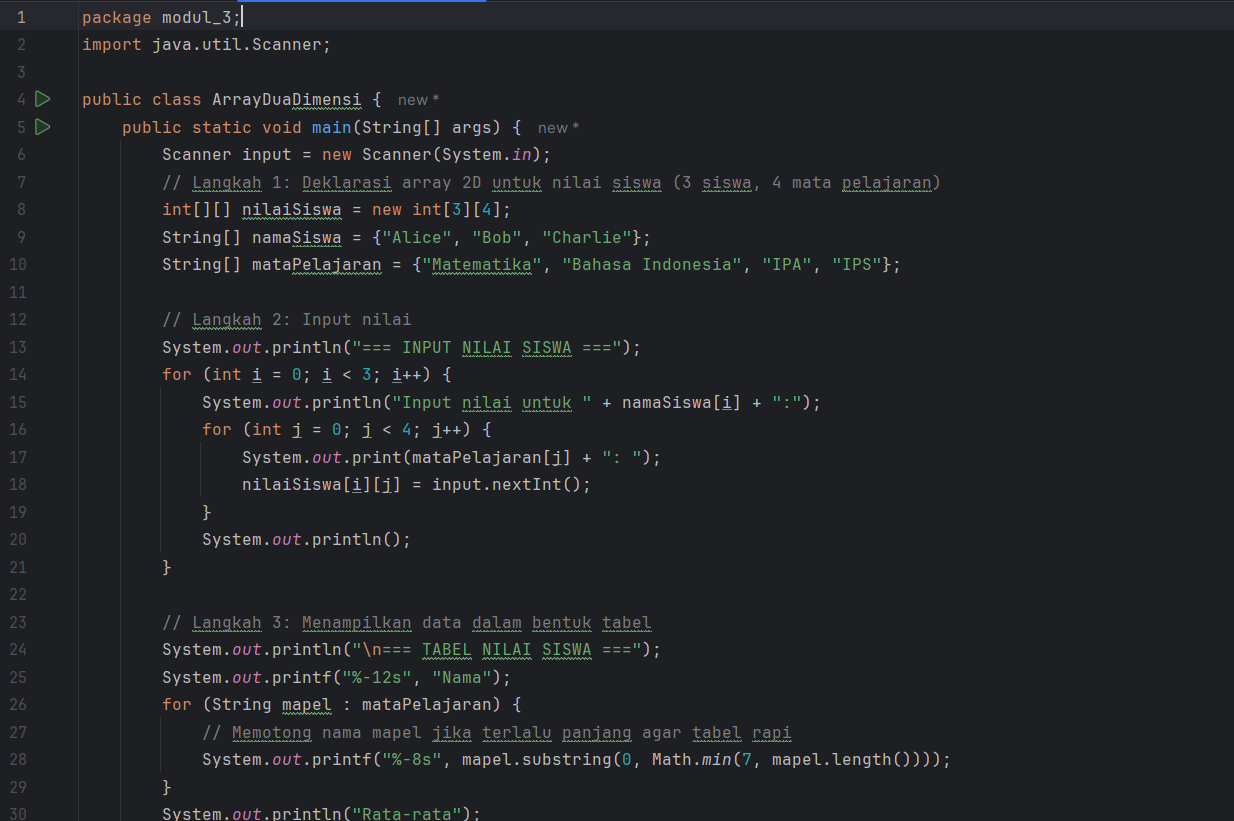 1 package modul_3;
2 import java.util.Scanner;
3
4 public class ArrayDuaDimensi { new *
5     public static void main(String[] args) { new *
6         Scanner input = new Scanner(System.in);
7         // Langkah 1: Deklarasi array 2D untuk nilai siswa (3 siswa, 4 mata pelajaran)
8         int[][] nilaiSiswa = new int[3][4];
9         String[] namaSiswa = {"Alice", "Bob", "Charlie"};
10         String[] mataPelajaran = {"Matematika", "Bahasa Indonesia", "IPA", "IPS"};
11
12         // Langkah 2: Input nilai
13         System.out.println("=== INPUT NILAI SISWA ===");
14         for (int i = 0; i < 3; i++) {
15             System.out.println("Input nilai untuk " + namaSiswa[i] + ":");
16             for (int j = 0; j < 4; j++) {
17                 System.out.print(mataPelajaran[j] + ": ");
18                 nilaiSiswa[i][j] = input.nextInt();
19             }
20             System.out.println();
21         }
22
23         // Langkah 3: Menampilkan data dalam bentuk tabel
24         System.out.println("\n=== TABEL NILAI SISWA ===");
25         System.out.printf("%-12s", "Nama");
26         for (String mapel : mataPelajaran) {
27             // Memotong nama mapel jika terlalu panjang agar tabel rapi
28             System.out.printf("%-8s", mapel.substring(0, Math.min(7, mapel.length())));
29         }
30         System.out.println("Rata-rata");